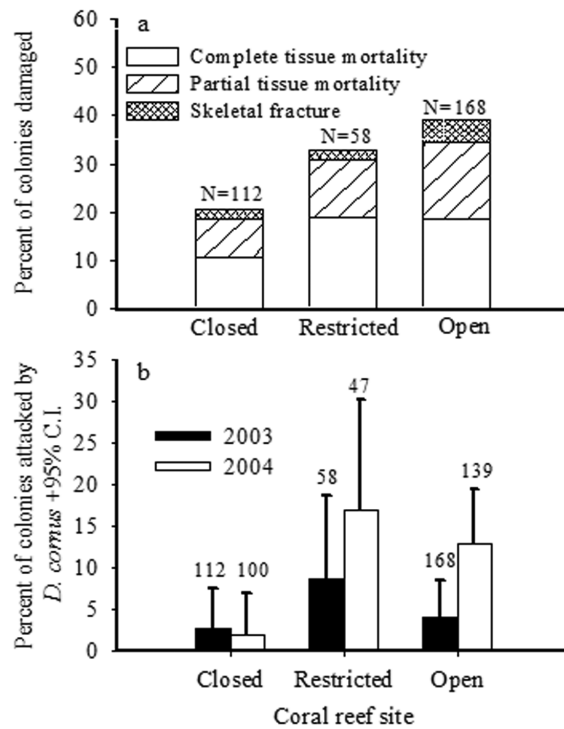 60
a
Complete tissue mortality
50
Partial tissue mortality
Skeletal fracture
40
N=168
N=58
30
N=112
20
10
0
Percent of colonies damaged
Closed Restricted Open
35
b
47
30
2003
25
2004
58
139
20
15
112 100
168
10
5
0
Percent of colonies attacked by
D. cornus +95% C.I.
Closed Restricted Open
Coral reef site